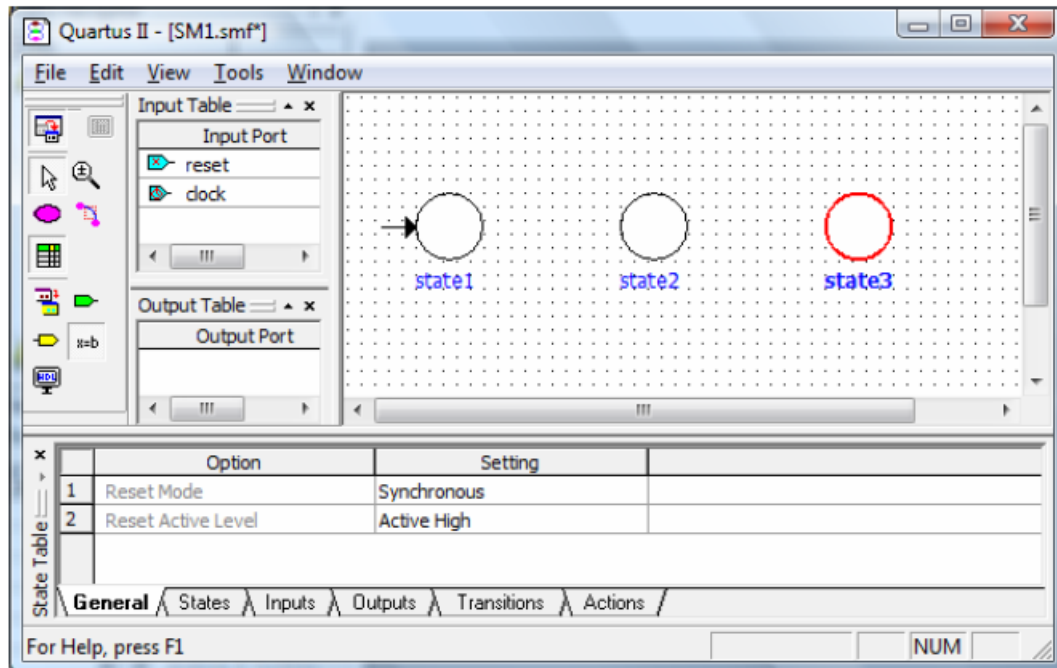 Quartus II - [SM1.smf*]
File Edit View Tools Window
Input Table
Input Port
reset
clock
Output Table
Output Port
x=b
HDL
state1
state2
state3
State Table
Option Setting
1 Reset Mode Synchronous
2 Reset Active Level Active High
General States Inputs Outputs Transitions Actions
For Help, press F1
NUM